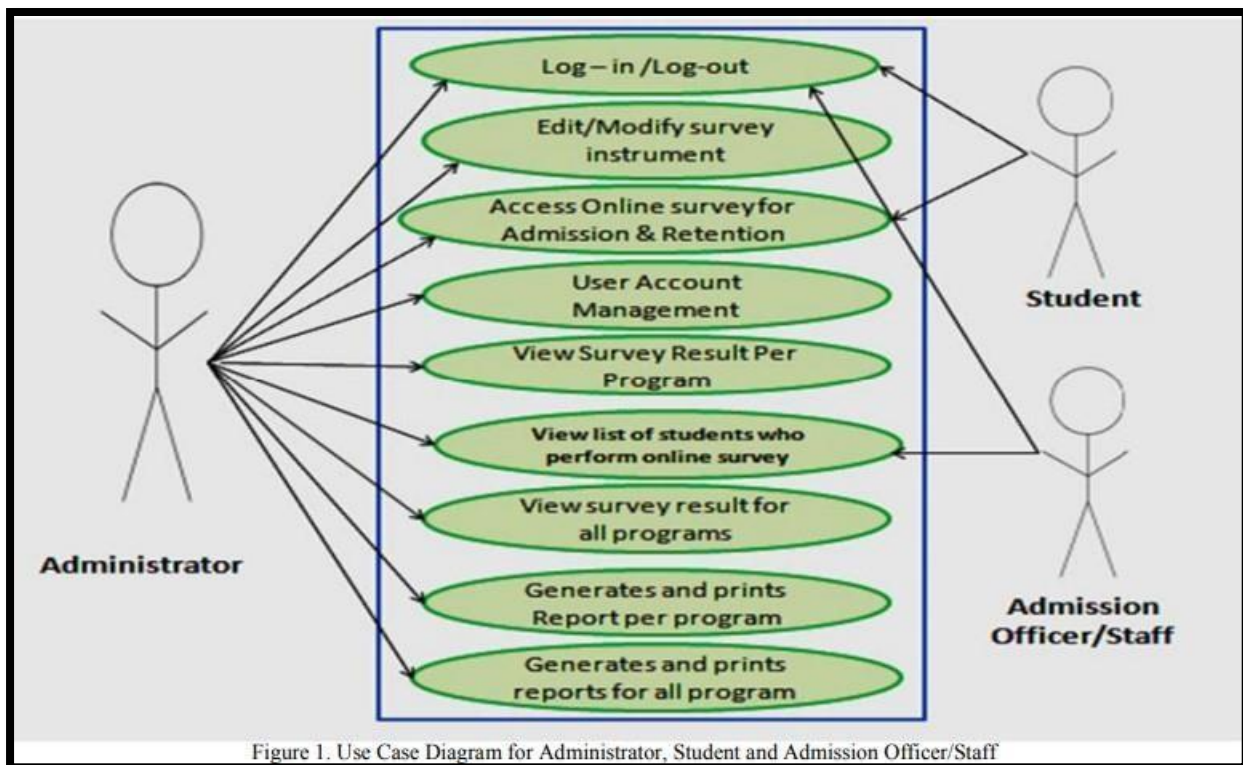 Log – in /Log-out
Edit/Modify survey
instrument
Access Online survey for
Admission & Retention
User Account
Management
View Survey Result Per
Program
View list of students who
perform online survey
View survey result for
all programs
Generates and prints
Report per program
Generates and prints
reports for all program
Administrator
Student
Admission
Officer/Staff
Figure 1. Use Case Diagram for Administrator, Student and Admission Officer/Staff